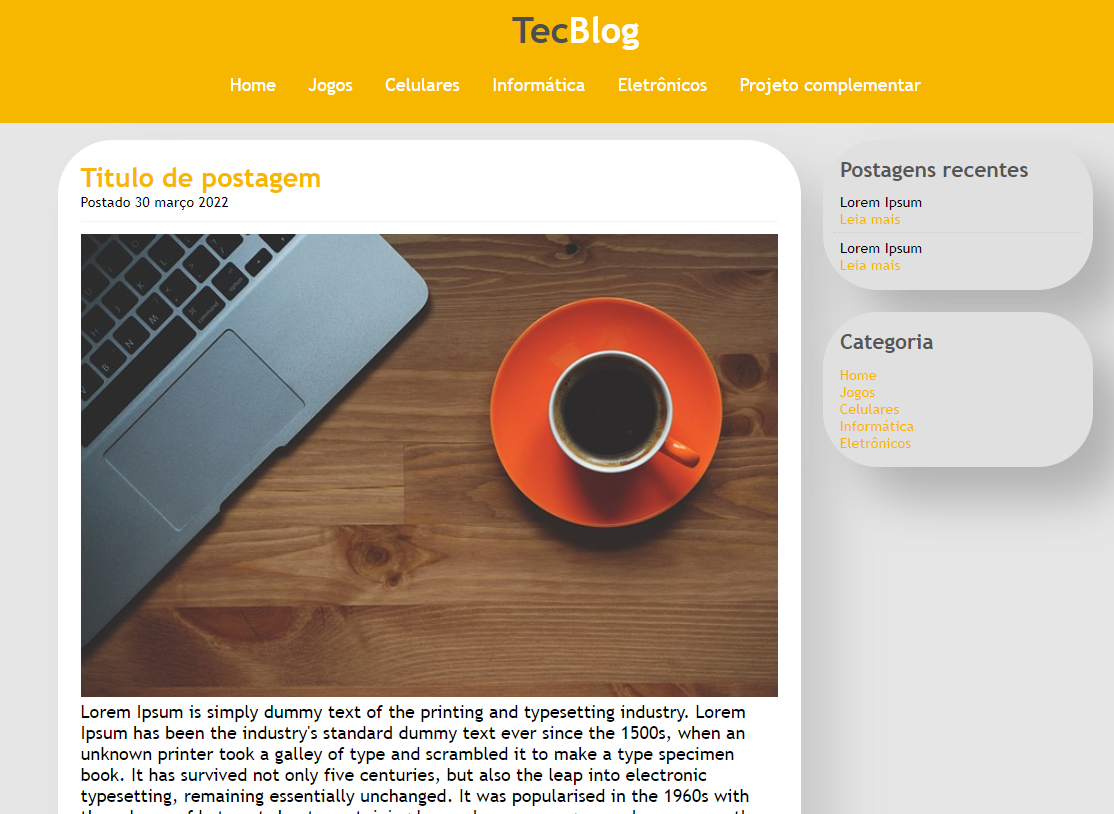 TecBlog
Home Jogos Celulares Informática Eletrônicos Projeto complementar
Titulo de postagem
Postado 30 março 2022
Lorem Ipsum is simply dummy text of the printing and typesetting industry. Lorem
Ipsum has been the industry's standard dummy text ever since the 1500s, when an
unknown printer took a galley of type and scrambled it to make a type specimen
book. It has survived not only five centuries, but also the leap into electronic
typesetting, remaining essentially unchanged. It was popularised in the 1960s with
Postagens recentes
Lorem Ipsum
Leia mais
Lorem Ipsum
Leia mais
Categoria
Home
Jogos
Celulares
Informática
Eletrônicos